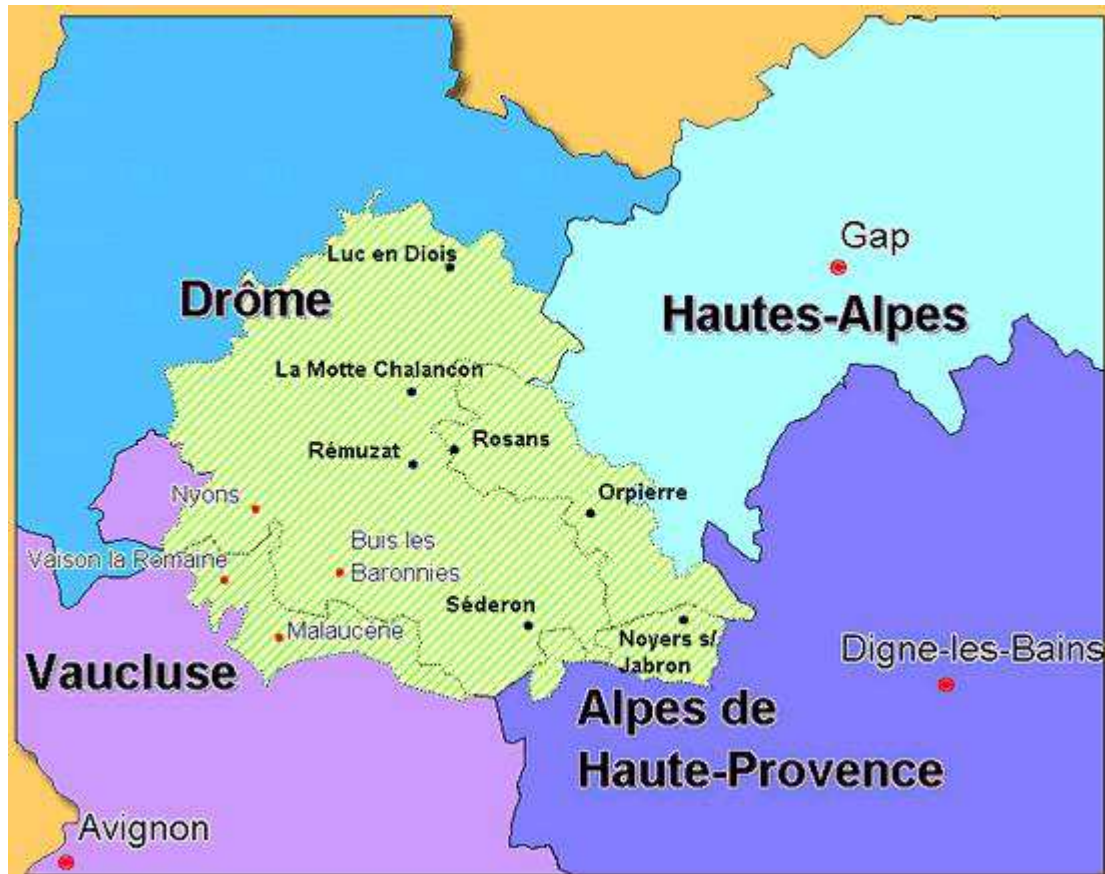 Gap
Luc en Diois
Drôme
Hautes-Alpes
La Motte Chalancon
Rosans
Rémuzat
Nyons
Orpierre
Buis les
Baronnies
Vaison la Romaine
Séderon
Malaucène
Noyers s/
Jabron
Vaucluse
Digne-les-Bains
Alpes de
Haute-Provence
Avignon